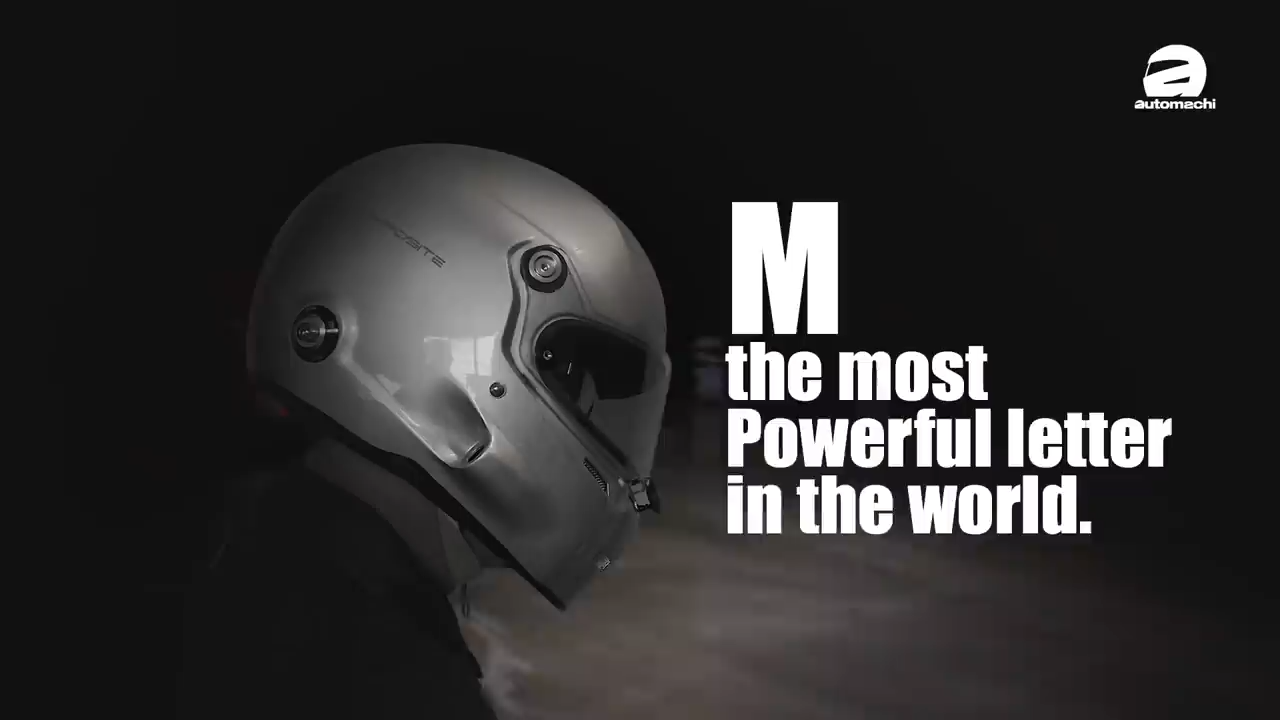 automachi
M
the most
Powerful letter
in the world.